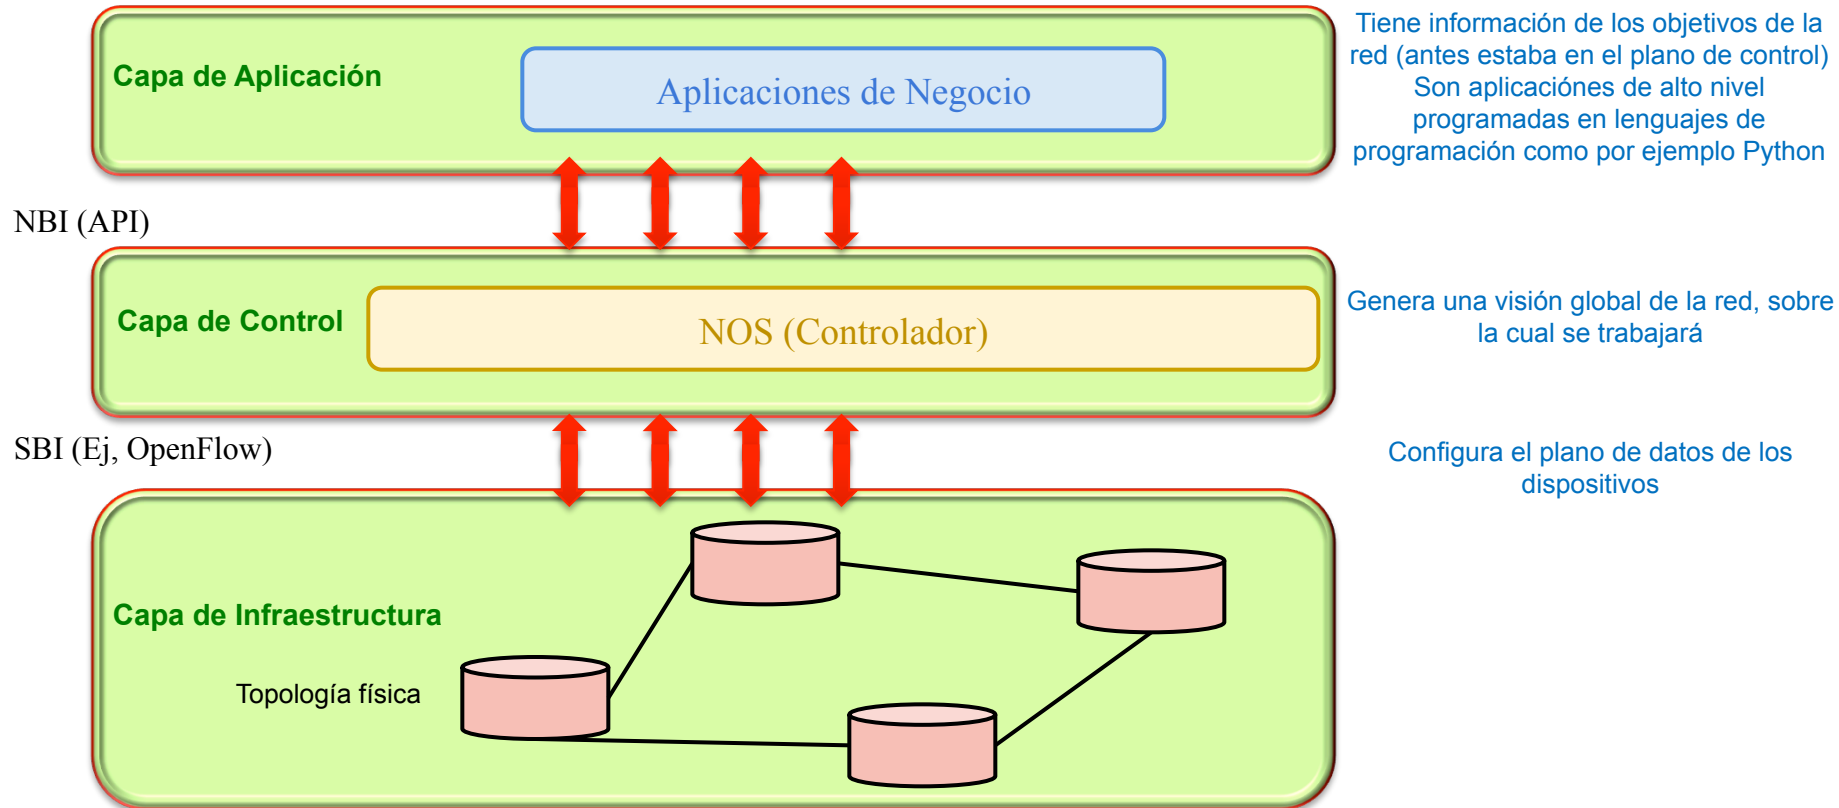 Capa de Aplicación
Aplicaciones de Negocio
Tiene información de los objetivos de la
red (antes estaba en el plano de control)
Son aplicaciónes de alto nivel
programadas en lenguajes de
programación como por ejemplo Python
NBI (API)
Capa de Control
NOS (Controlador)
Genera una visión global de la red, sobre
la cual se trabajará
SBI (Ej, OpenFlow)
Configura el plano de datos de los
dispositivos
Capa de Infraestructura
Topología física